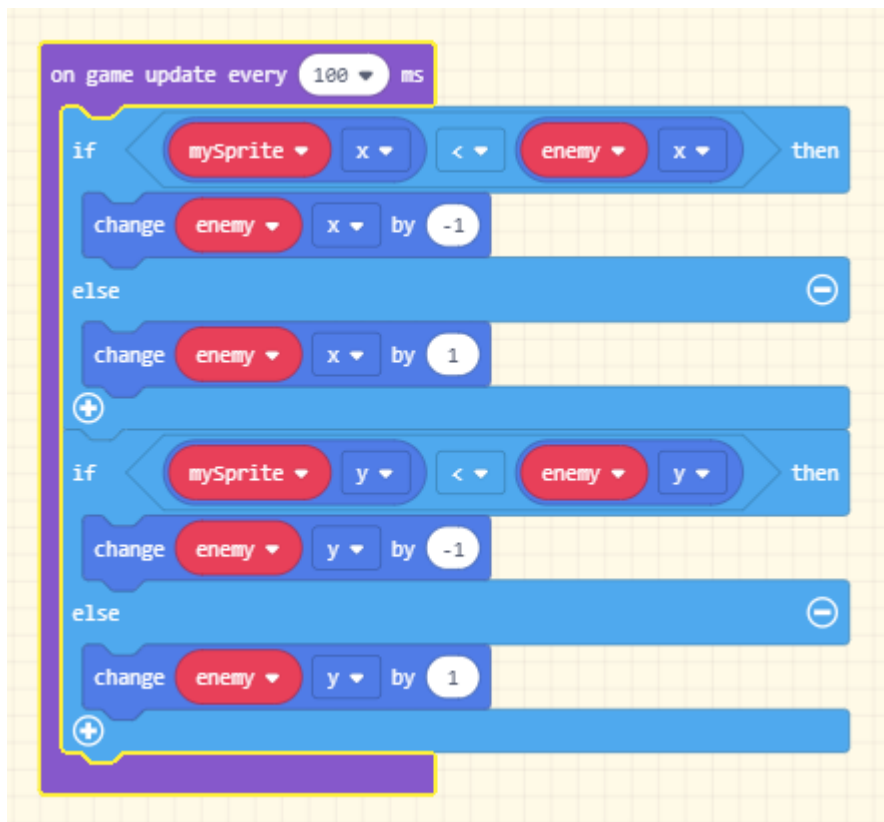 on game update every 100 ms
if mySprite x < enemy x then
change enemy x by -1
else
change enemy x by 1
if mySprite y < enemy y then
change enemy y by -1
else
change enemy y by 1